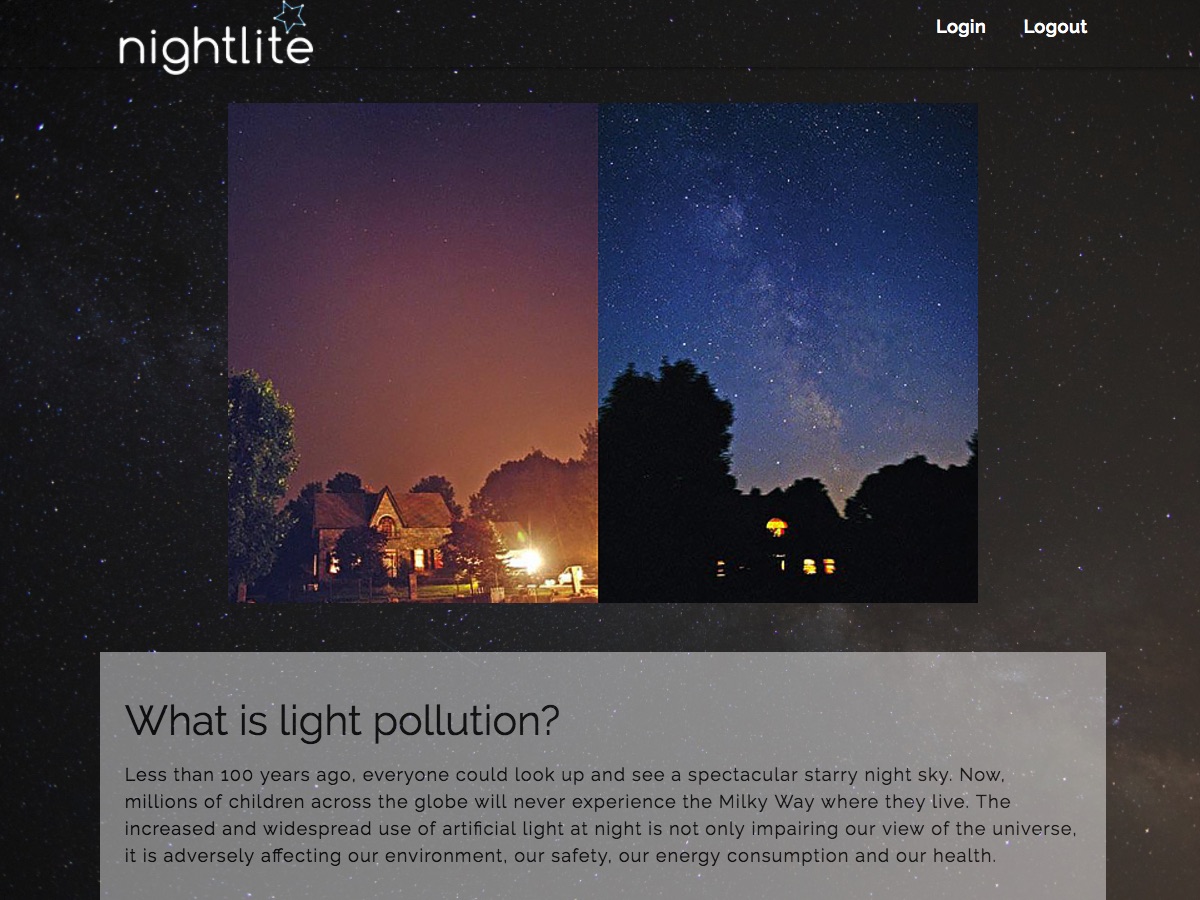 nightlite
Login Logout
What is light pollution?
Less than 100 years ago, everyone could look up and see a spectacular starry night sky. Now,
millions of children across the globe will never experience the Milky Way where they live. The
increased and widespread use of artificial light at night is not only impairing our view of the universe,
it is adversely affecting our environment, our safety, our energy consumption and our health.